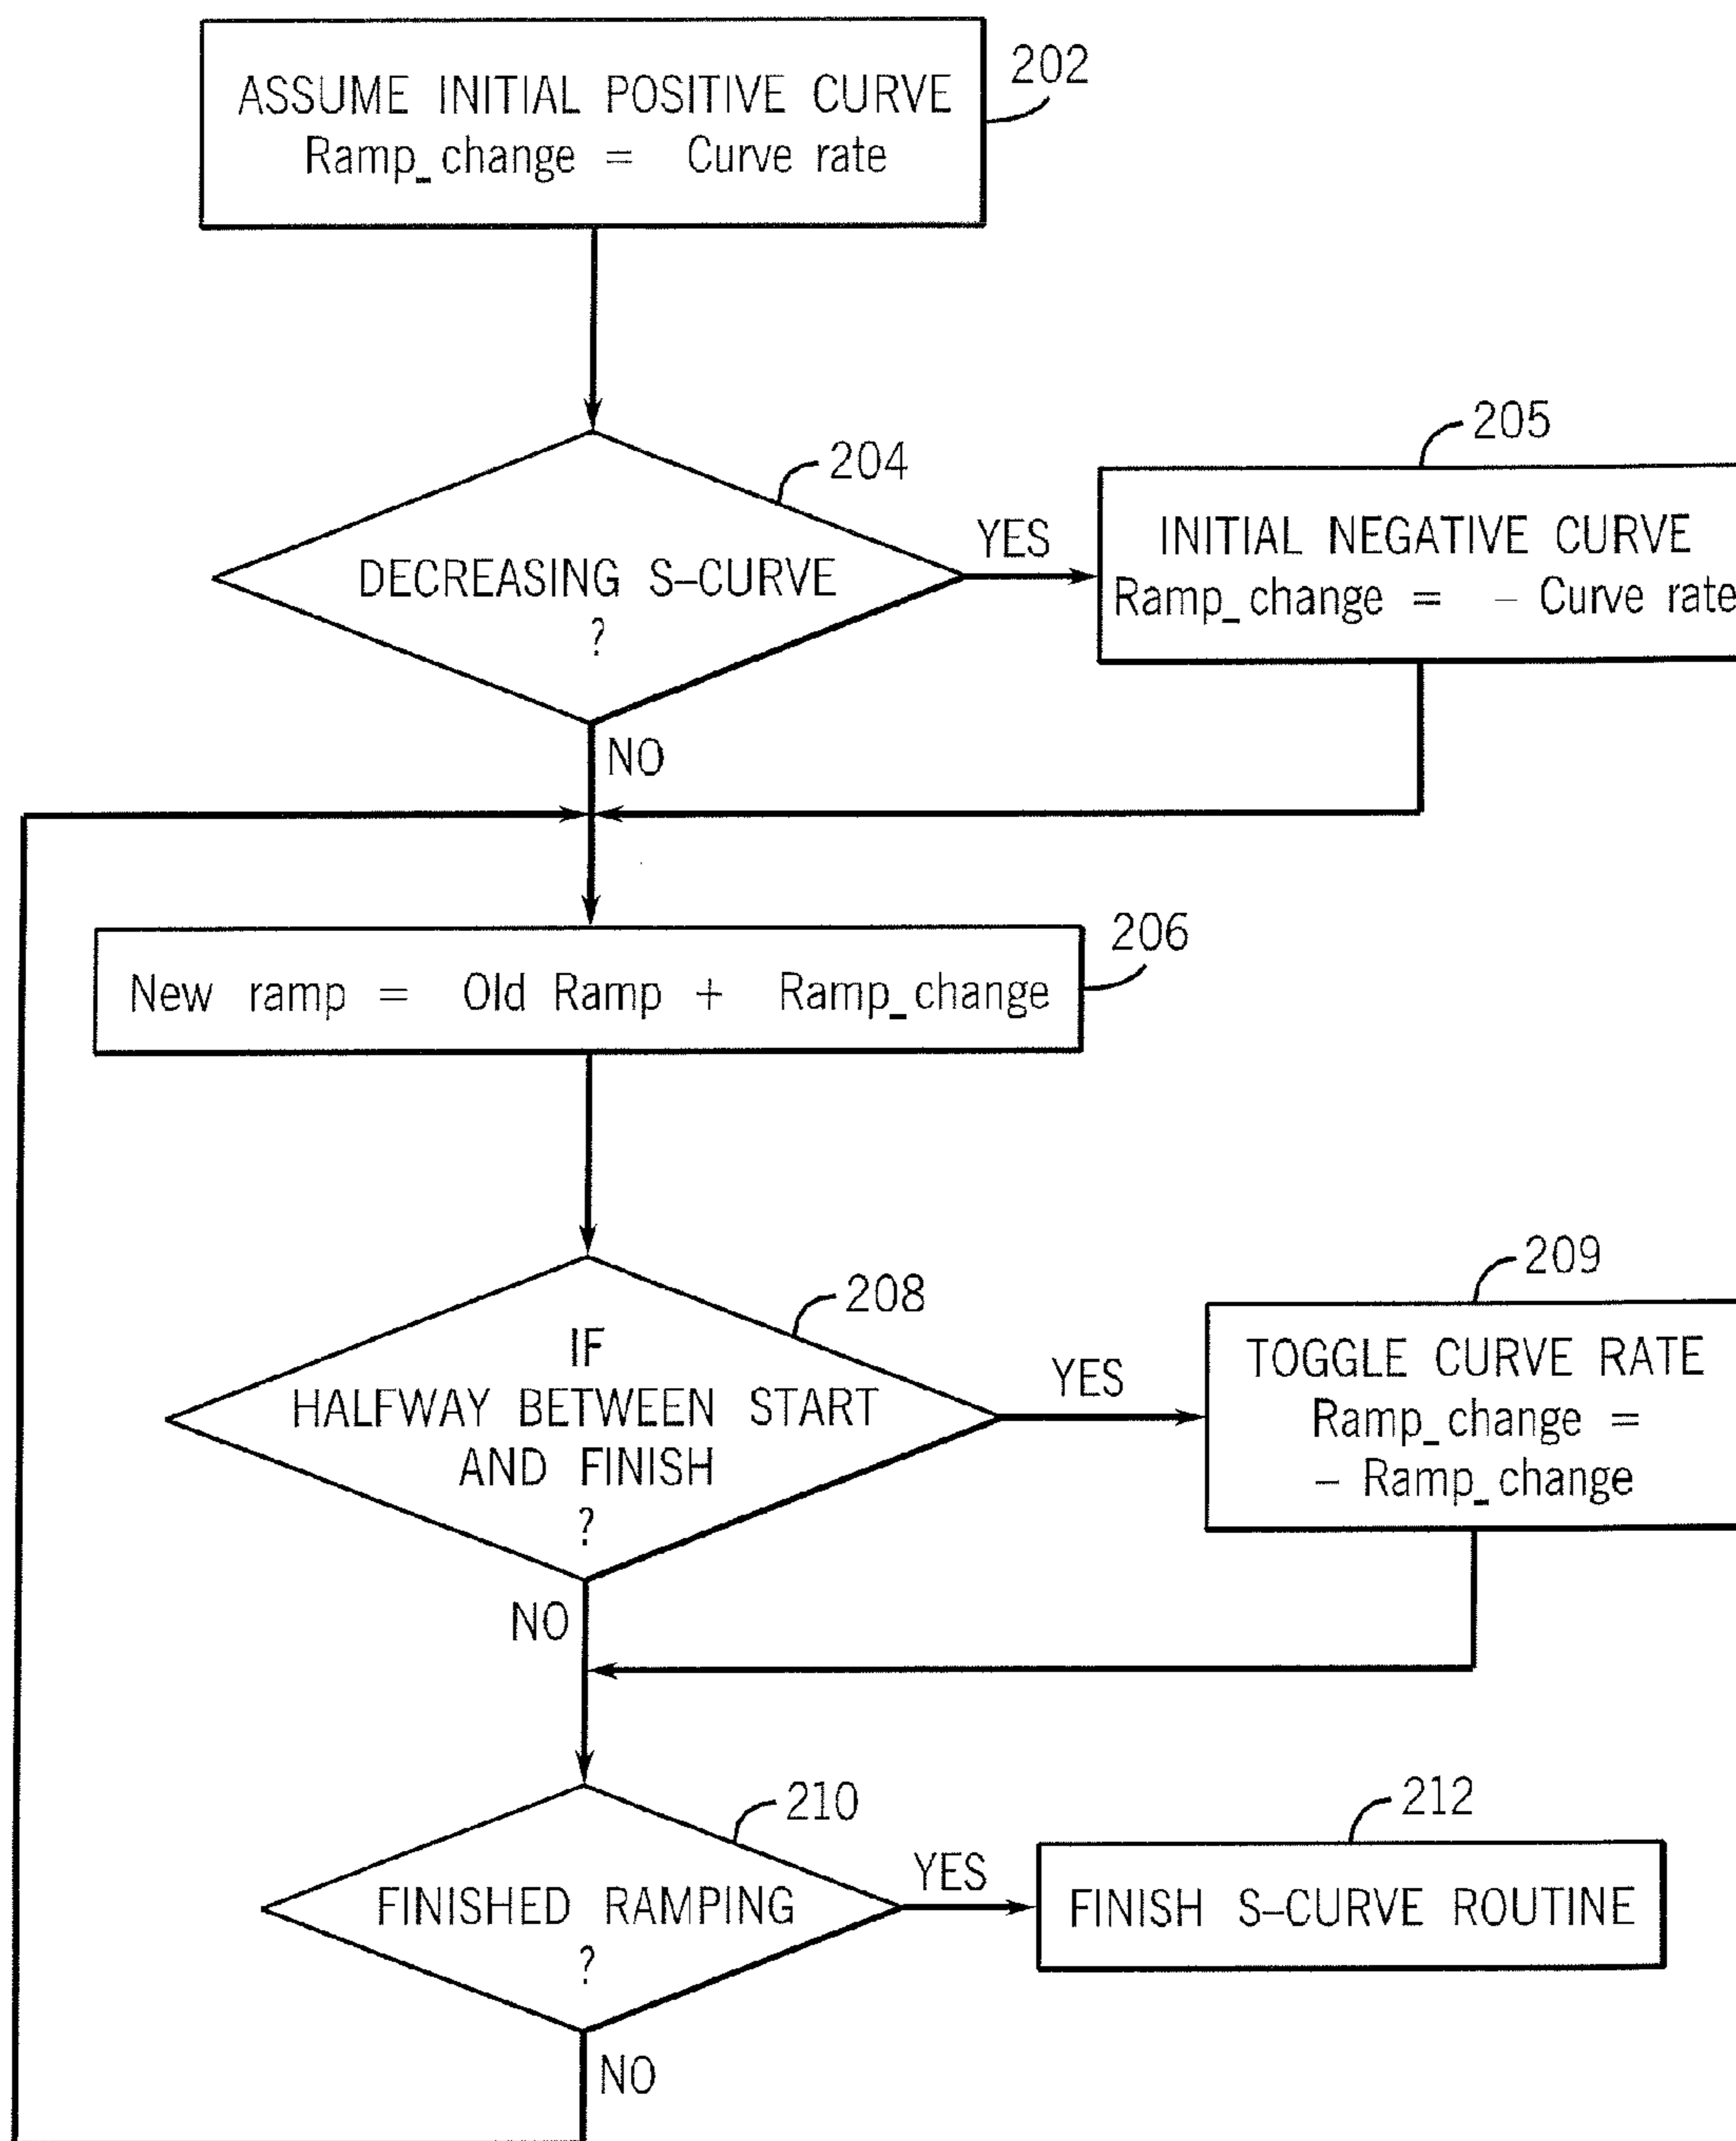 202
ASSUME INITIAL POSITIVE CURVE
Ramp_change = Curve rate
204
DECREASING S–CURVE
?
YES
NO
205
INITIAL NEGATIVE CURVE
Ramp_change = – Curve rate
206
New ramp = Old Ramp + Ramp_change
208
IF
HALFWAY BETWEEN START
AND FINISH
?
YES
NO
209
TOGGLE CURVE RATE
Ramp_change =
– Ramp_change
210
FINISHED RAMPING
?
YES
NO
212
FINISH S–CURVE ROUTINE